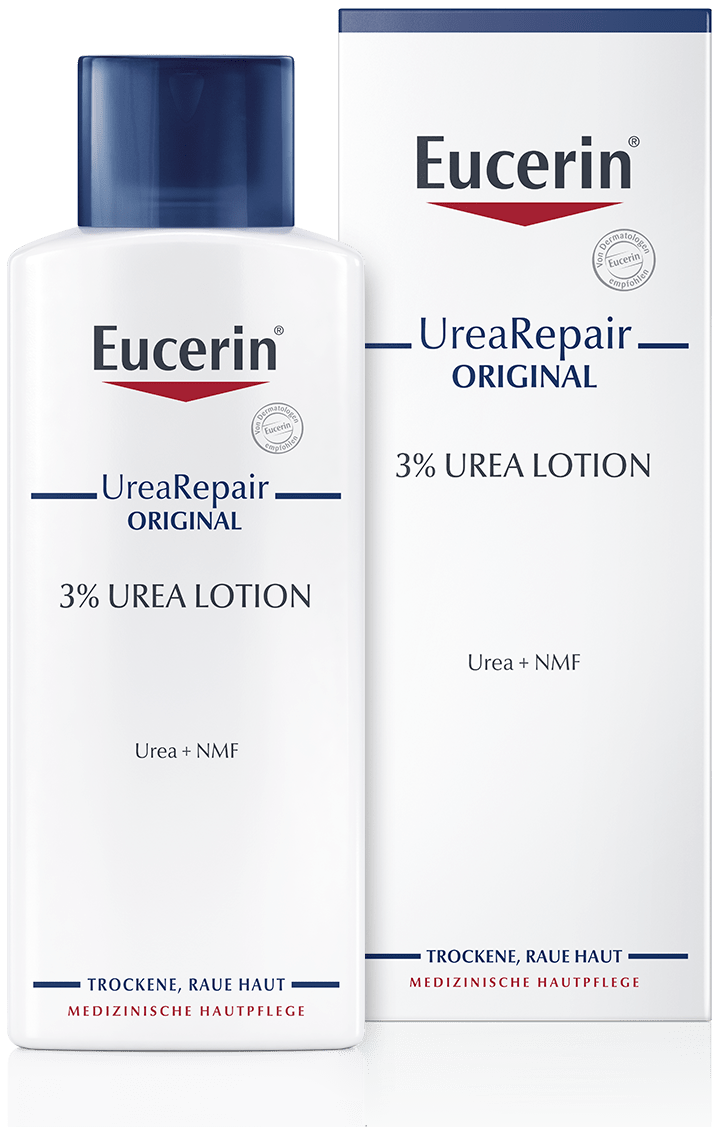 Eucerin®
Von Dermatologen
Eucerin
empfohlen
UreaRepair
ORIGINAL
3% UREA LOTION
Urea + NMF
TROCKENE, RAUE HAUT
MEDIZINISCHE HAUTPFLEGE
Eucerin®
Von Dermatologen
Eucerin
empfohlen
UreaRepair
ORIGINAL
3% UREA LOTION
Urea + NMF
TROCKENE, RAUE HAUT
MEDIZINISCHE HAUTPFLEGE